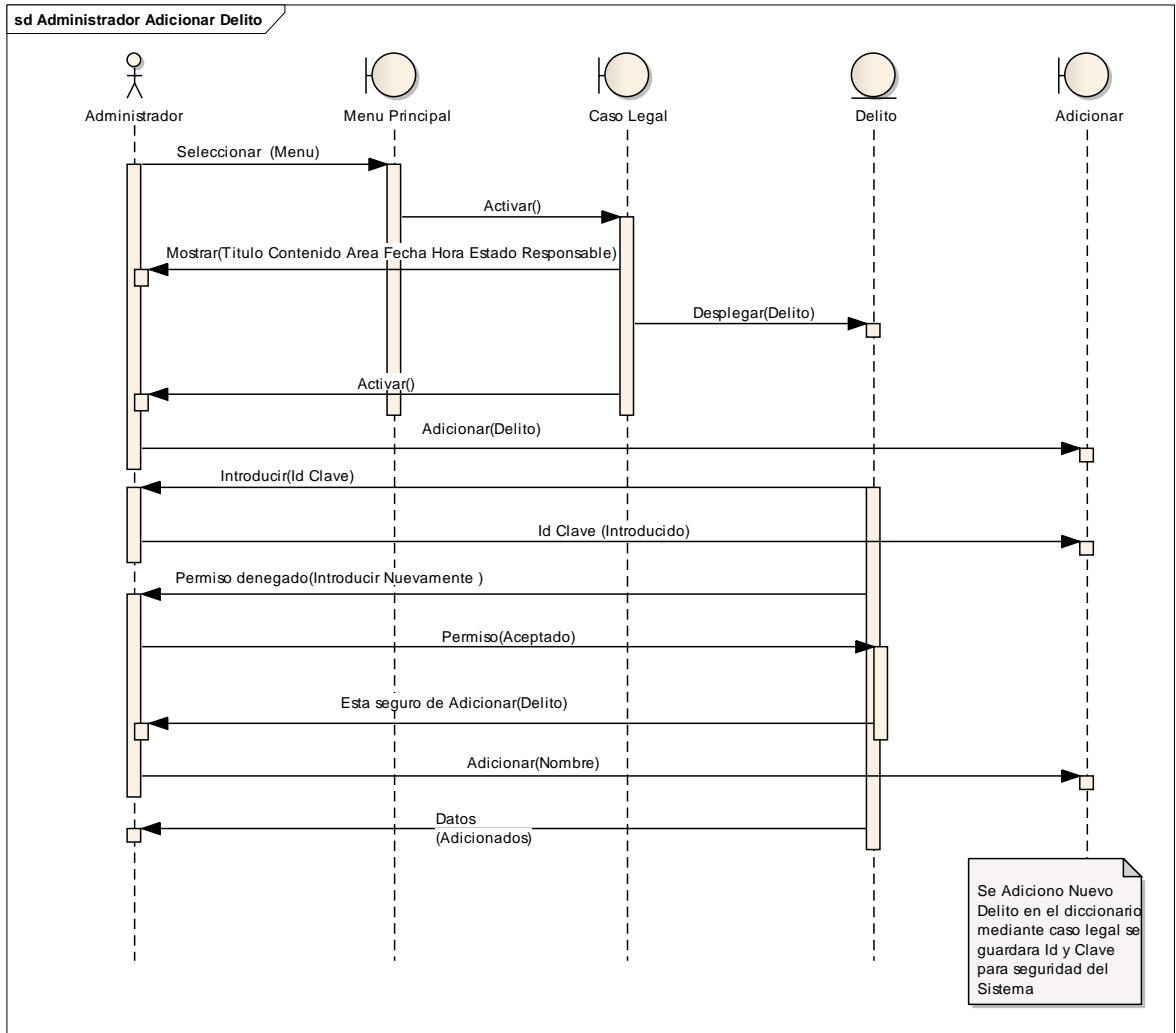 sd Administrador Adicionar Delito
Administrador
Menu Principal
Caso Legal
Delito
Adicionar
Seleccionar (Menu)
Activar()
Mostrar(Titulo Contenido Area Fecha Hora Estado Responsable)
Desplegar(Delito)
Activar()
Adicionar(Delito)
Introducir(Id Clave)
Id Clave (Introducido)
Permiso denegado(Introducir Nuevamente )
Permiso(Aceptado)
Esta seguro de Adicionar(Delito)
Adicionar(Nombre)
Datos
(Adicionados)
Se Adiciono Nuevo
Delito en el diccionario
mediante caso legal se
guardara Id y Clave
para seguridad del
Sistema